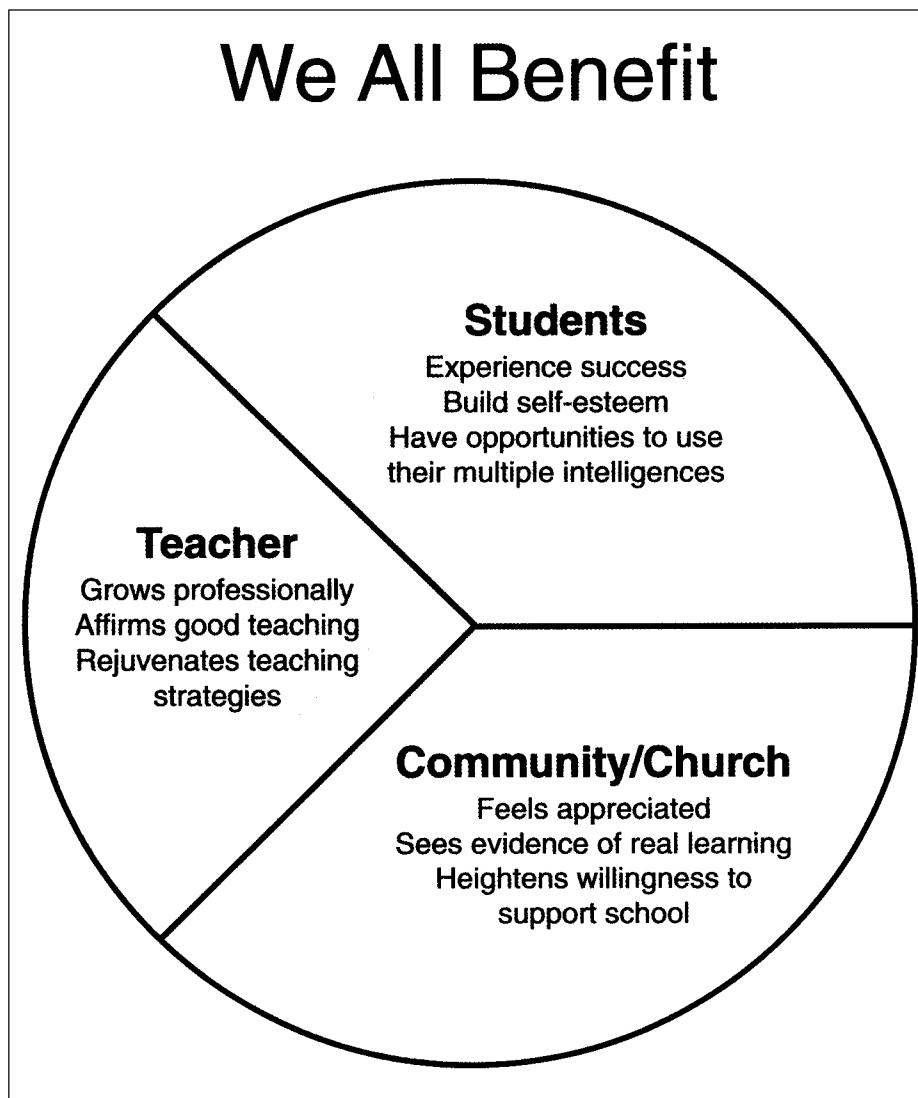 We All Benefit
Students
Experience success
Build self-esteem
Have opportunities to use
their multiple intelligences
Teacher
Grows professionally
Affirms good teaching
Rejuvenates teaching
strategies
Community/Church
Feels appreciated
Sees evidence of real learning
Heightens willingness to
support school